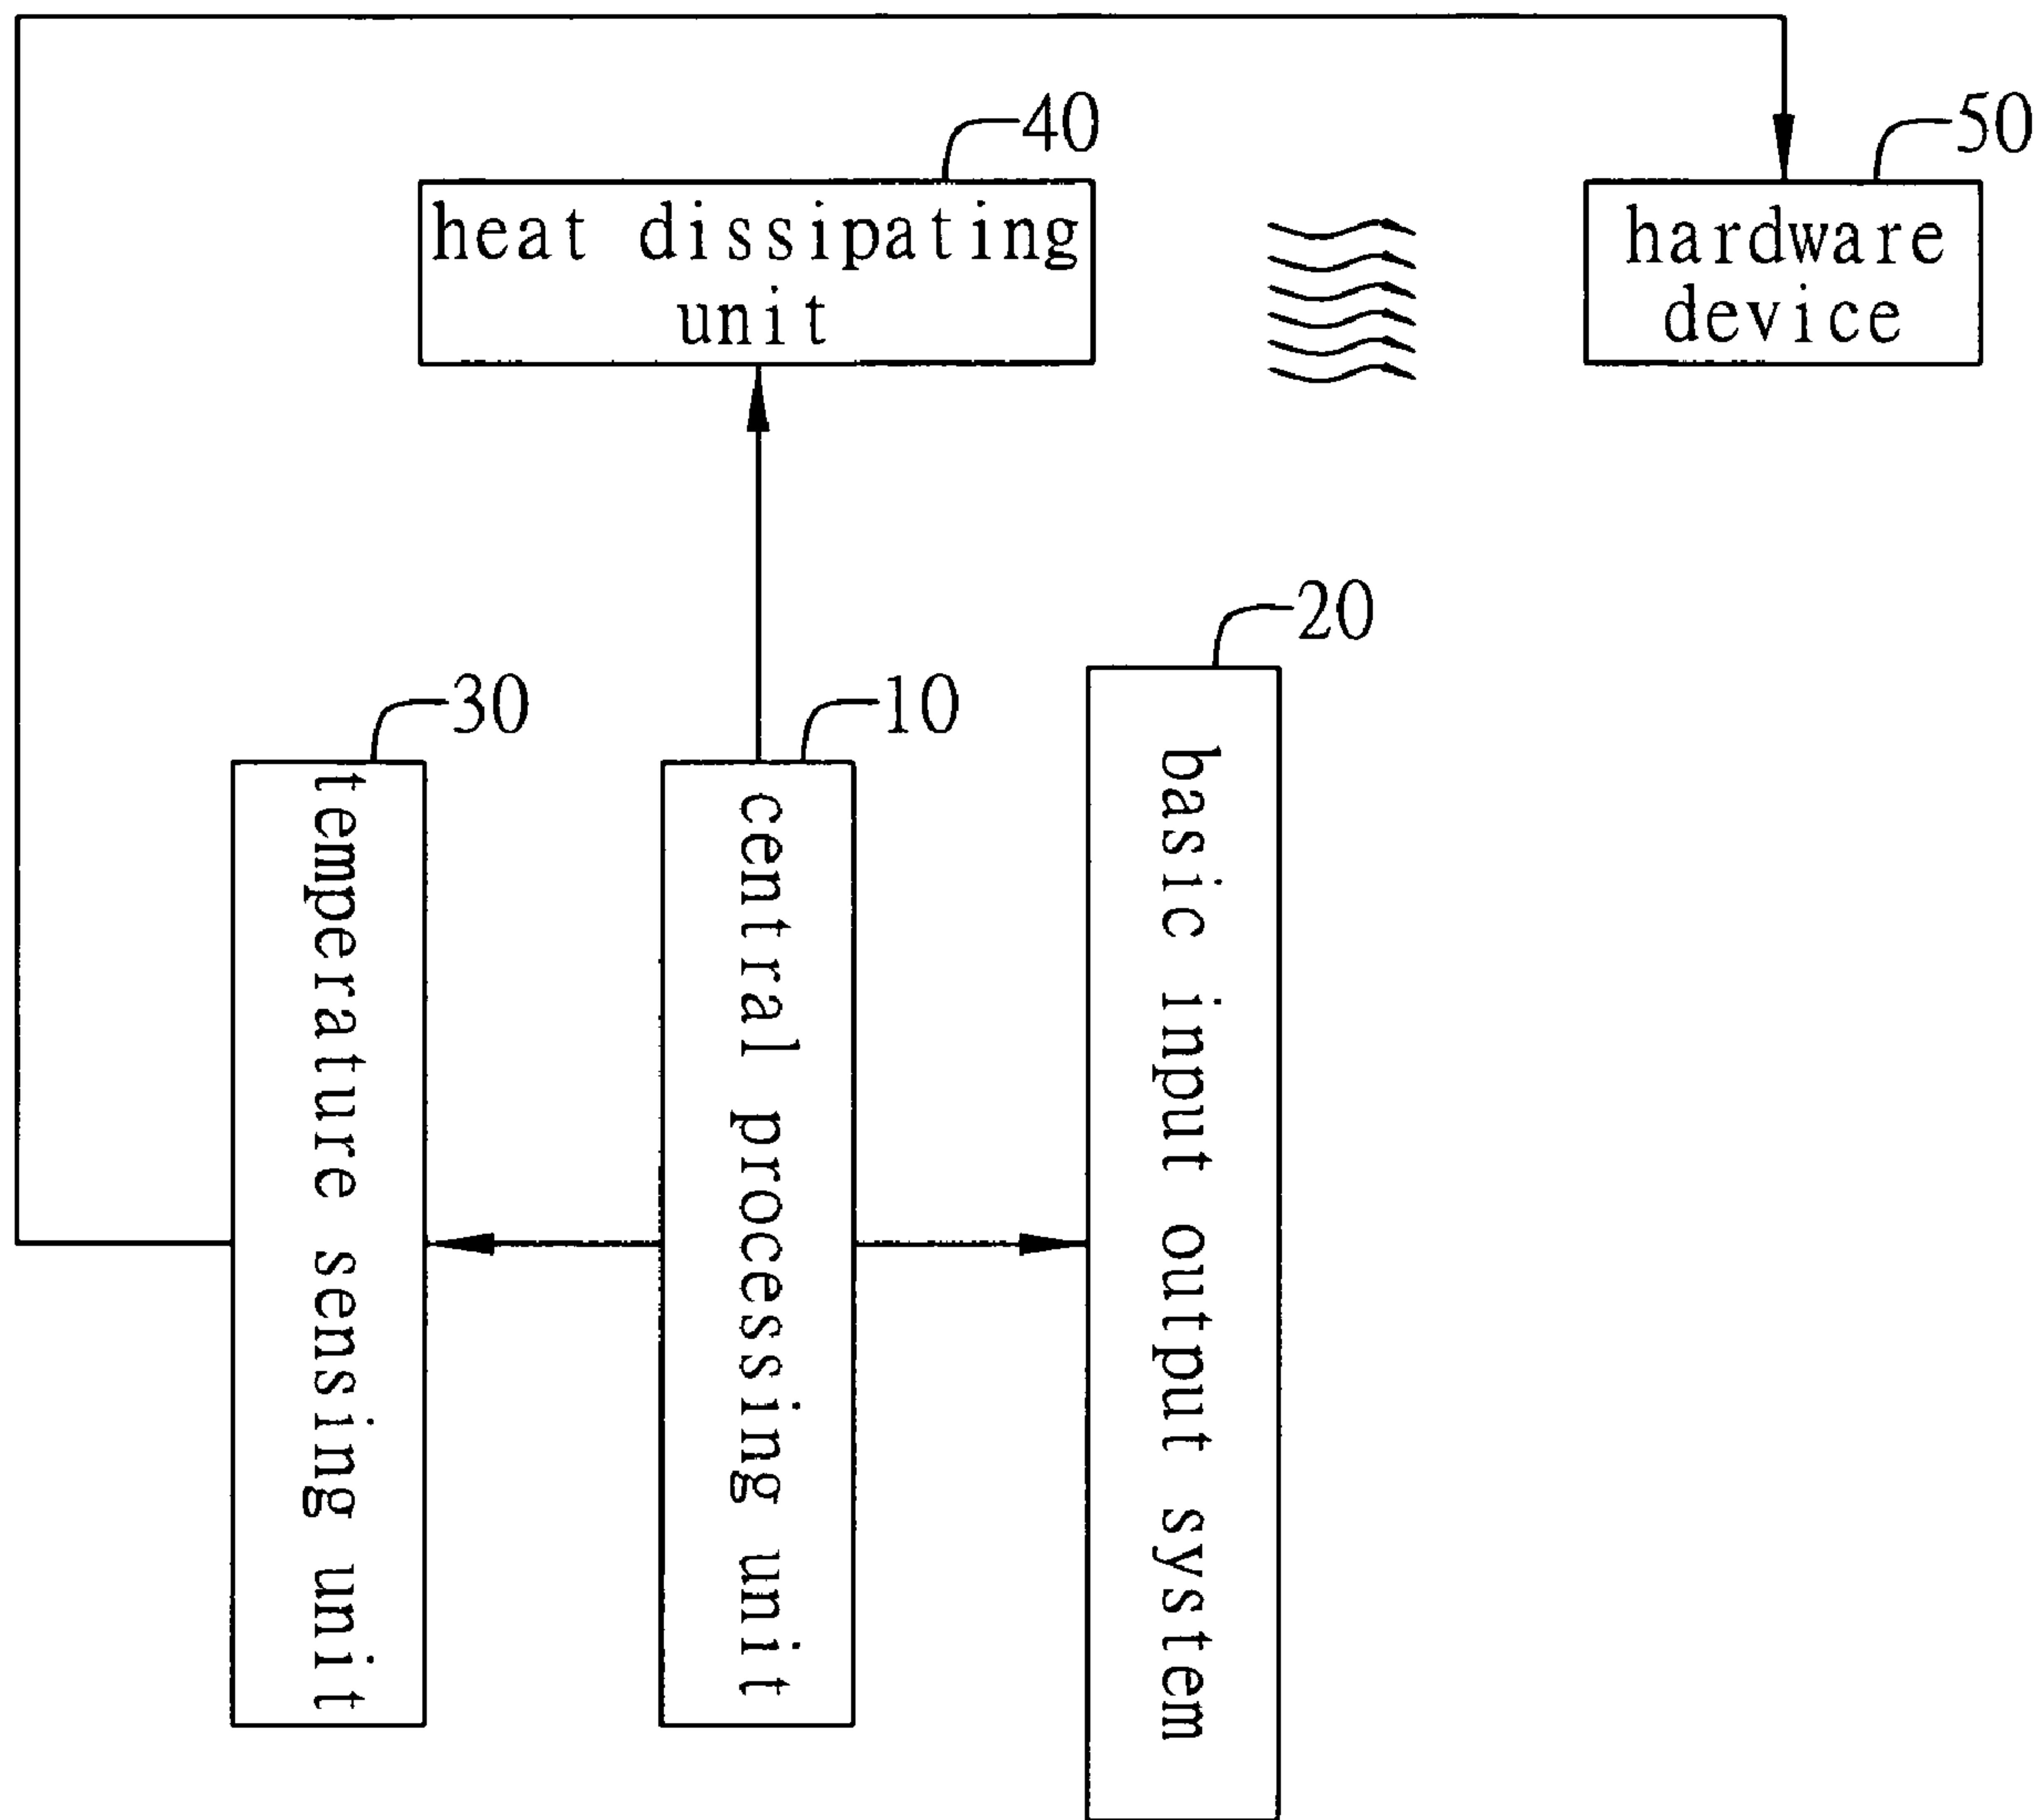 40
50
heat dissipating
unit
hardware
device
20
30
10
temperature sensing unit
central processing unit
basic input output system